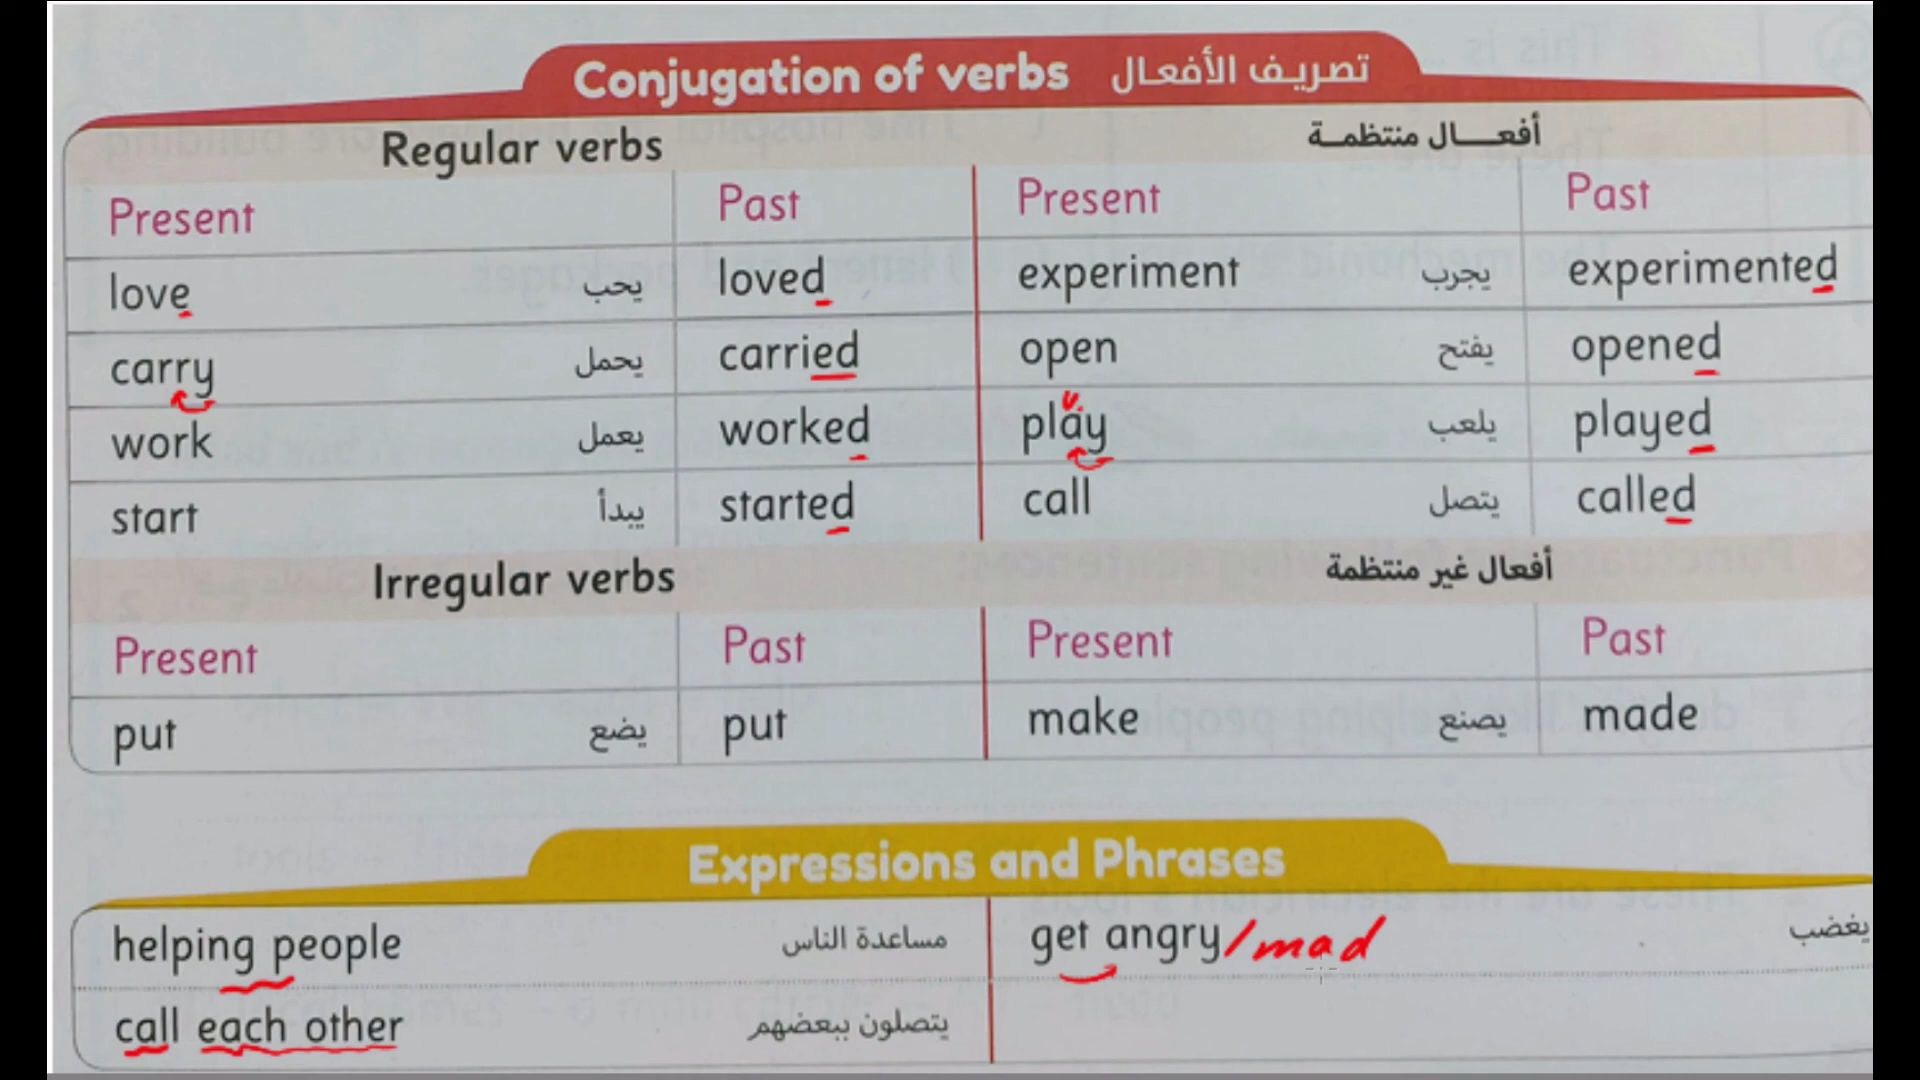 Conjugation of verbs تصريف الأفعال
Regular verbs أفعال منتظمة
Present Past Present Past
love يحب loved experiment يجرب experimented
carry يحمل carried open يفتح opened
work يعمل worked play يلعب played
start يبدأ started call يتصل called
Irregular verbs أفعال غير منتظمة
Present Past Present Past
put يضع put make يصنع made
Expressions and Phrases
helping people مساعدة الناس get angry/mad يغضب
call each other يتصلون ببعضهم